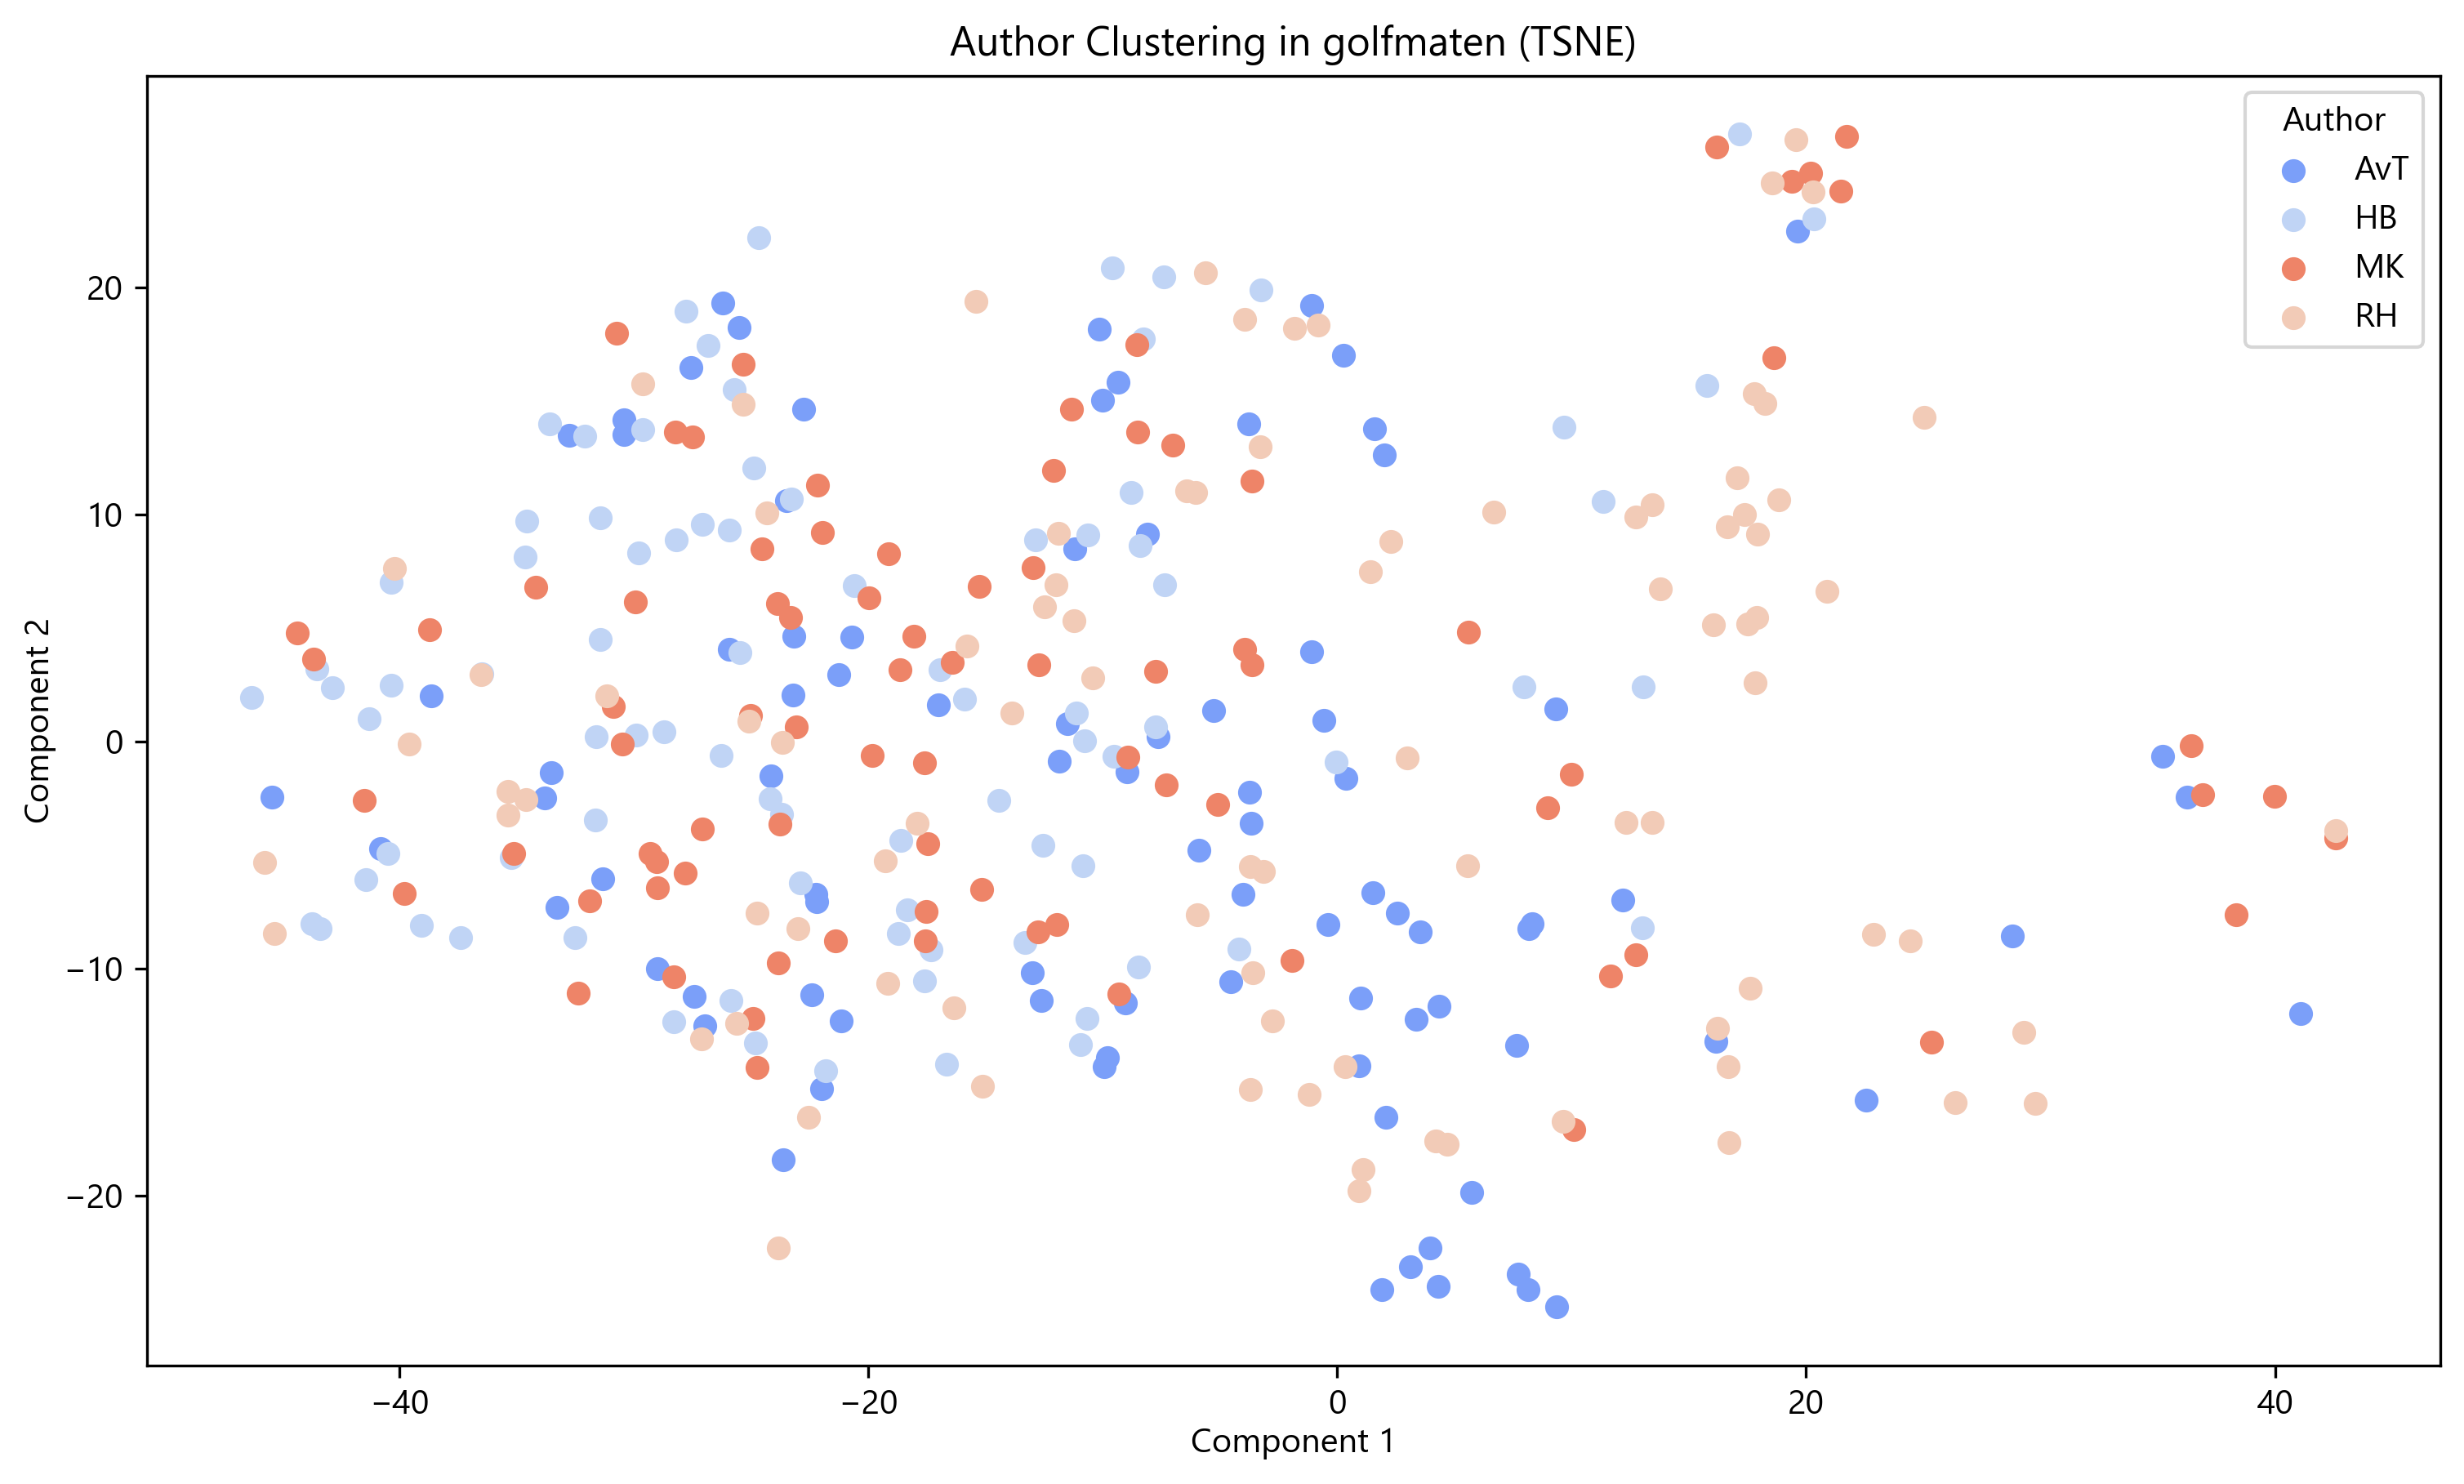 Author Clustering in golfmaten (TSNE)
Author
AvT
HB
MK
RH
Component 2
20
10
0
−10
−20
−40
−20
0
20
40
Component 1